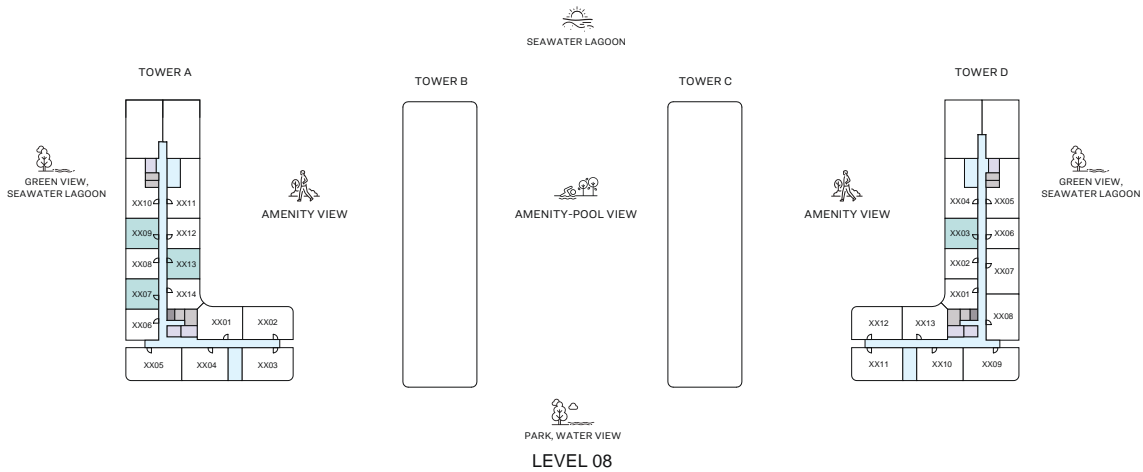 SEAWATER LAGOON
TOWER A
TOWER B
TOWER C
TOWER D
GREEN VIEW,
SEAWATER LAGOON
AMENITY VIEW
AMENITY-POOL VIEW
AMENITY VIEW
GREEN VIEW,
SEAWATER LAGOON
XX10
XX11
XX09
XX12
XX08
XX13
XX07
XX14
XX06
XX01
XX02
XX05
XX04
XX03
XX04
XX05
XX03
XX06
XX02
XX07
XX01
XX08
XX12
XX13
XX11
XX10
XX09
PARK, WATER VIEW
LEVEL 08